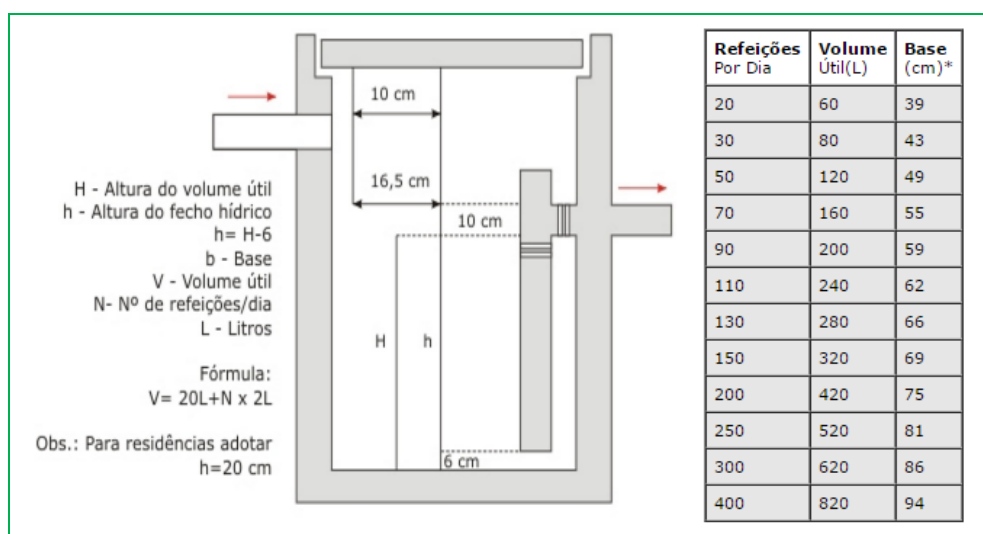 10 cm
16,5 cm
10 cm
H
h
6 cm
H - Altura do volume útil
h - Altura do fecho hídrico
h= H-6
b - Base
V - Volume útil
N- Nº de refeições/dia
L - Litros
Fórmula:
V= 20L+N x 2L
Obs.: Para residências adotar
h=20 cm
Refeições Por Dia Volume Útil(L) Base (cm)*
20 60 39
30 80 43
50 120 49
70 160 55
90 200 59
110 240 62
130 280 66
150 320 69
200 420 75
250 520 81
300 620 86
400 820 94